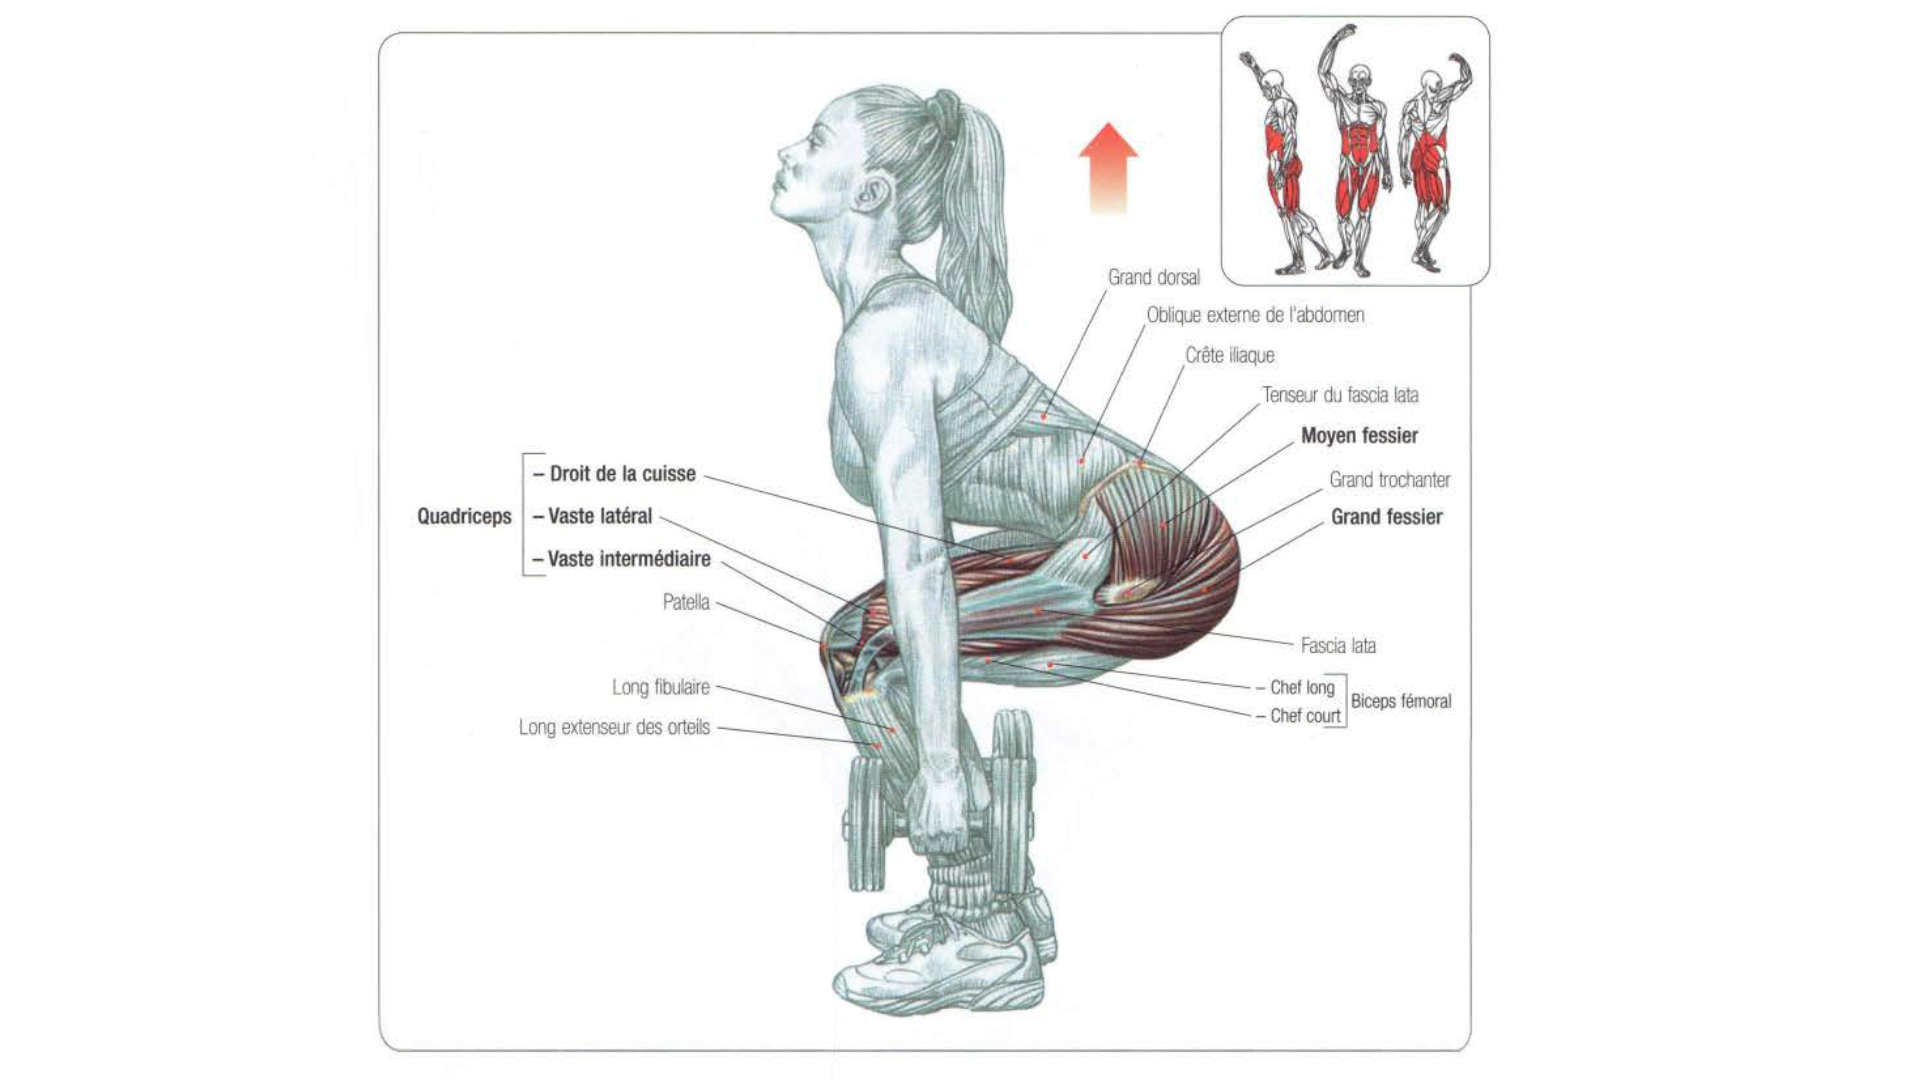 Grand dorsal
Oblique externe de l'abdomen
Crête iliaque
Tenseur du fascia lata
Moyen fessier
Grand trochanter
Grand fessier
Fascia lata
– Chef long
– Chef court
Biceps fémoral
Quadriceps
– Droit de la cuisse
– Vaste latéral
– Vaste intermédiaire
Patella
Long fibulaire
Long extenseur des orteils